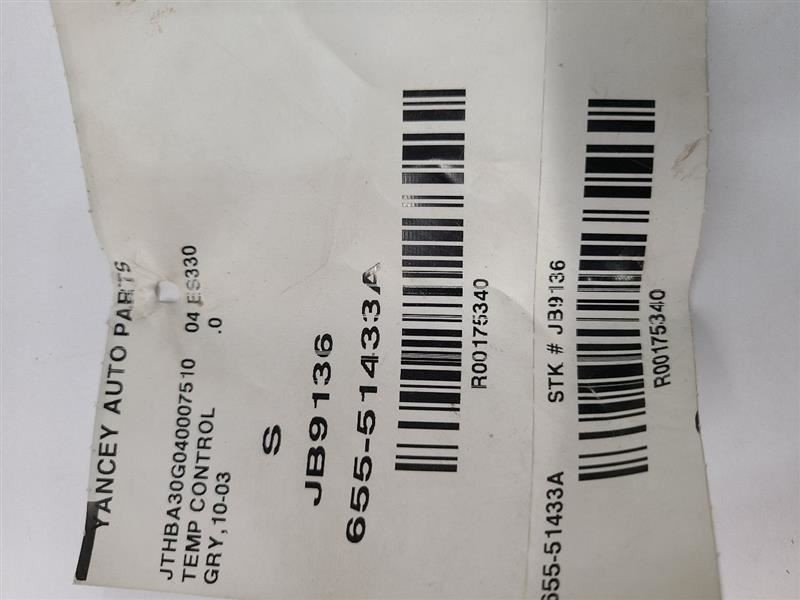 YANCEY AUTO PARTS
JTHBA30G040007510 04 ES330
TEMP CONTROL .0
GRY, 10-03
S
JB9136
655-51433A
R00175340
655-51433A STK # JB9136
R00175340